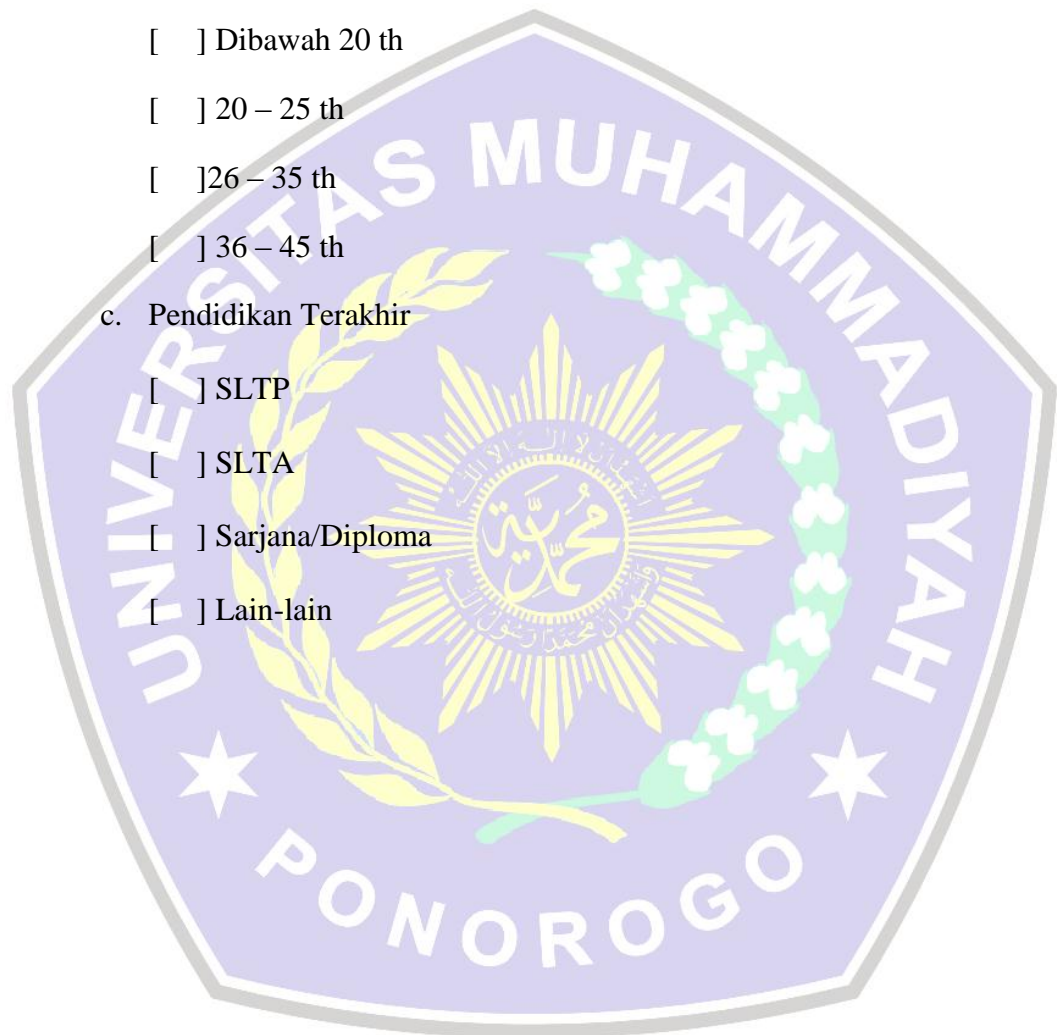 [ ] Dibawah 20 th
[ ] 20 – 25 th
[ ]26 – 35 th
[ ] 36 – 45 th
c. Pendidikan Terakhir
[ ] SLTP
[ ] SLTA
[ ] Sarjana/Diploma
[ ] Lain-lain
UNIVERSITAS MUHAMMADIYAH
PONOROGO
محمدية